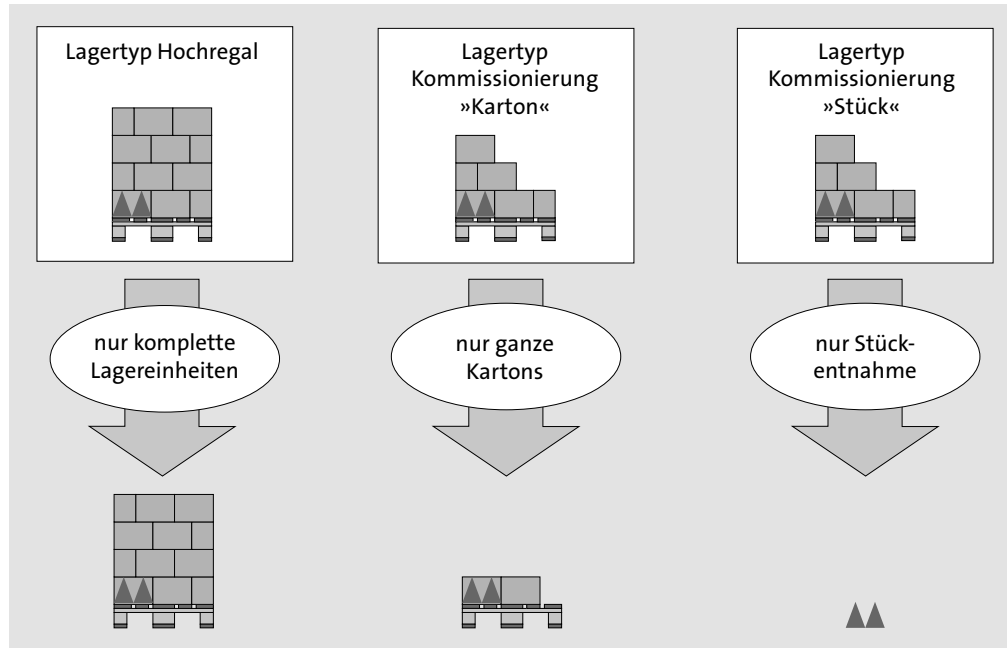 Lagertyp Hochregal
Lagertyp
Kommissionierung
»Karton«
Lagertyp
Kommissionierung
»Stück«
nur komplette
Lagereinheiten
nur ganze
Kartons
nur Stück-
entnahme